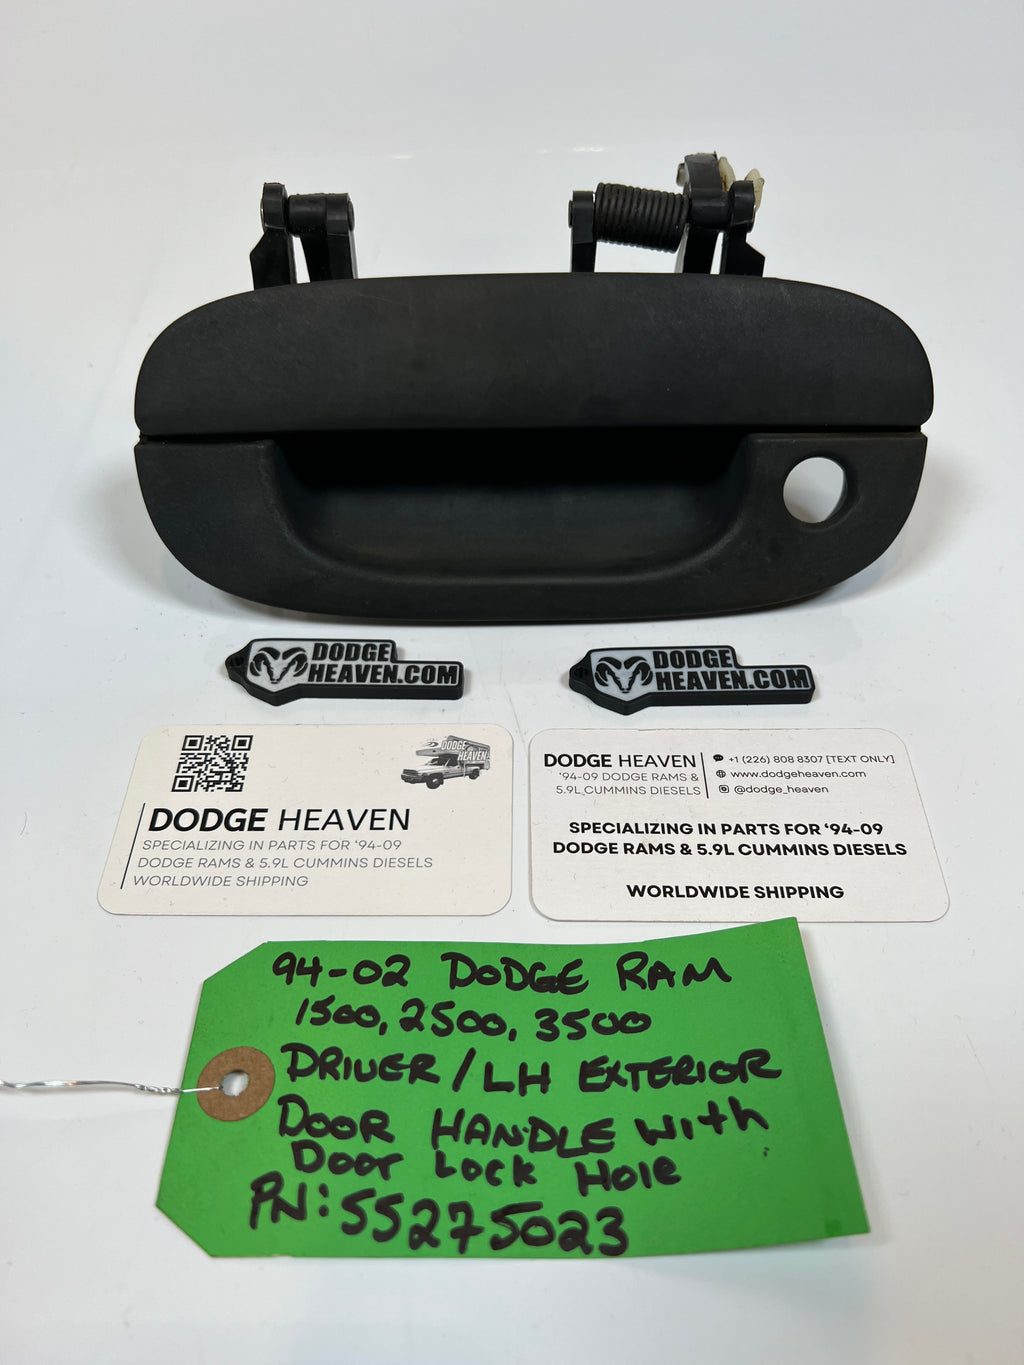 DODGE
HEAVEN.COM
DODGE
HEAVEN.COM
DODGE
HEAVEN
DODGE HEAVEN
SPECIALIZING IN PARTS FOR '94-09
DODGE RAMS & 5.9L CUMMINS DIESELS
WORLDWIDE SHIPPING
DODGE HEAVEN
'94-09 DODGE RAMS &
5.9L CUMMINS DIESELS
+1 (226) 808 8307 [TEXT ONLY]
www.dodgeheaven.com
@dodge_heaven
SPECIALIZING IN PARTS FOR '94-09
DODGE RAMS & 5.9L CUMMINS DIESELS
WORLDWIDE SHIPPING
94-02 DODGE RAM
1500, 2500, 3500
DRIVER/LH EXTERIOR
DOOR HANDLE with
Door Lock Hole
PN: 55275023